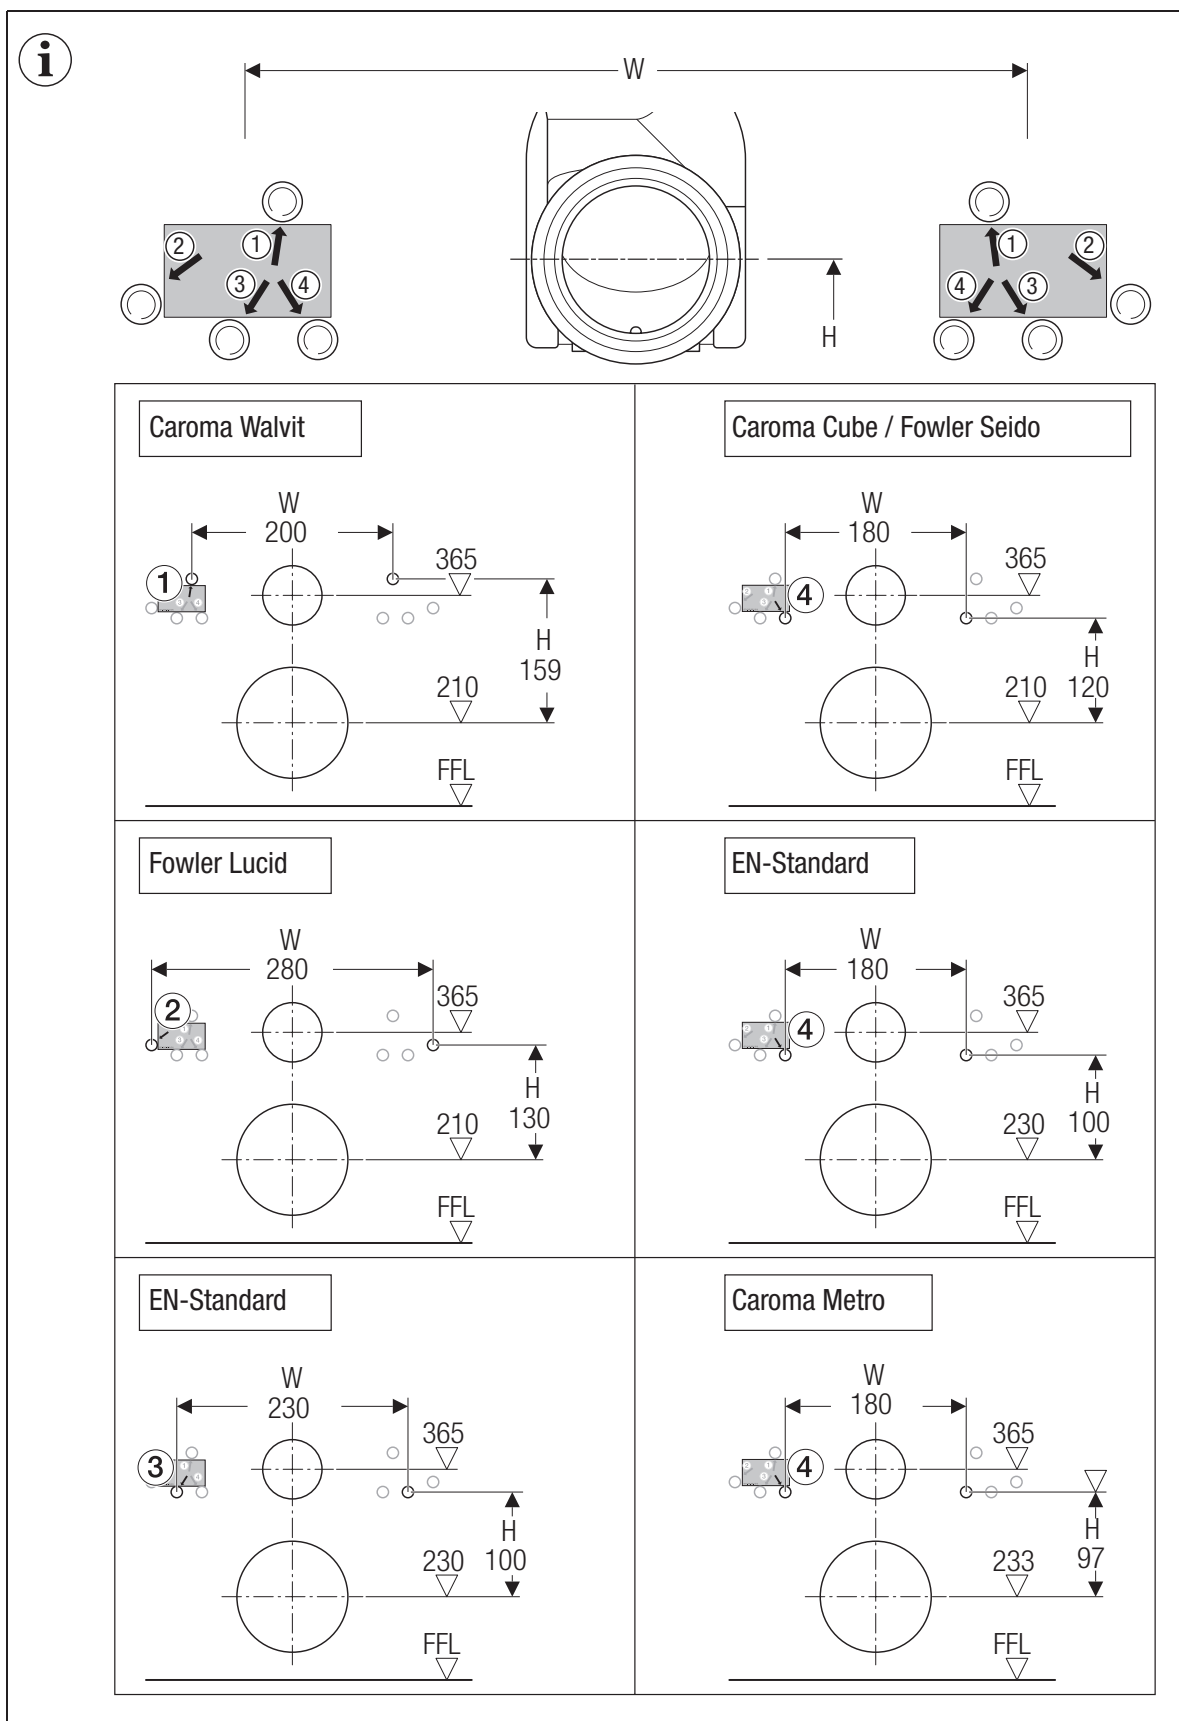 i
W
2 1 3 4
H
1 2 4 3
Caroma Walvit
W
200
365
1
H
159
210
FFL
Caroma Cube / Fowler Seido
W
180
365
4
H
120
210
FFL
Fowler Lucid
W
280
365
2
H
130
210
FFL
EN-Standard
W
180
365
4
H
100
230
FFL
EN-Standard
W
230
365
3
H
100
230
FFL
Caroma Metro
W
180
365
4
H
97
233
FFL